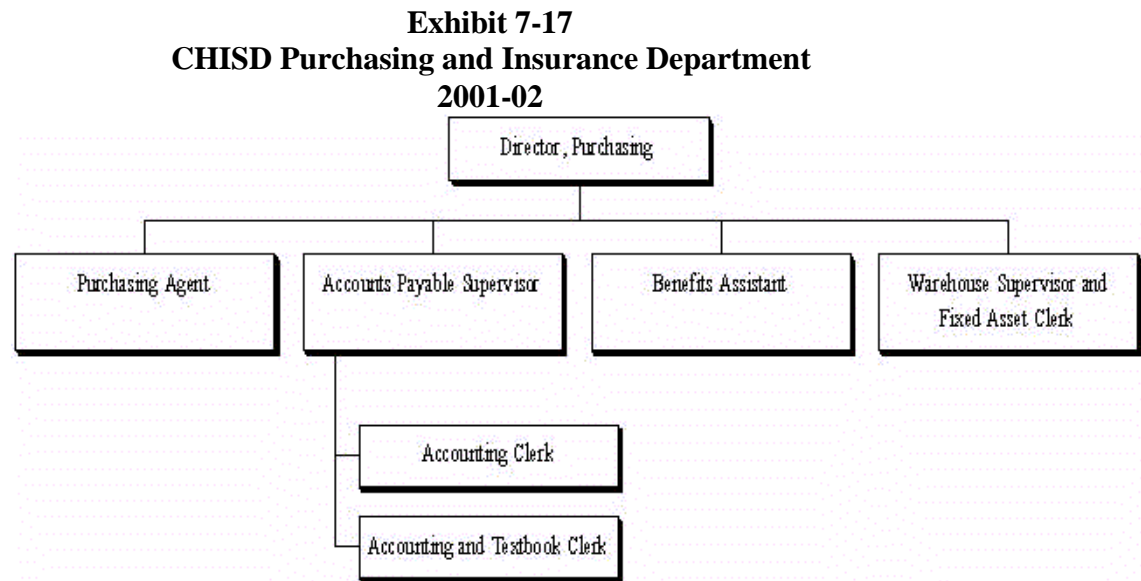 Exhibit 7-17
CHISD Purchasing and Insurance Department
2001-02
Director, Purchasing
Purchasing Agent
Accounts Payable Supervisor
Benefits Assistant
Warehouse Supervisor and
Fixed Asset Clerk
Accounting Clerk
Accounting and Textbook Clerk